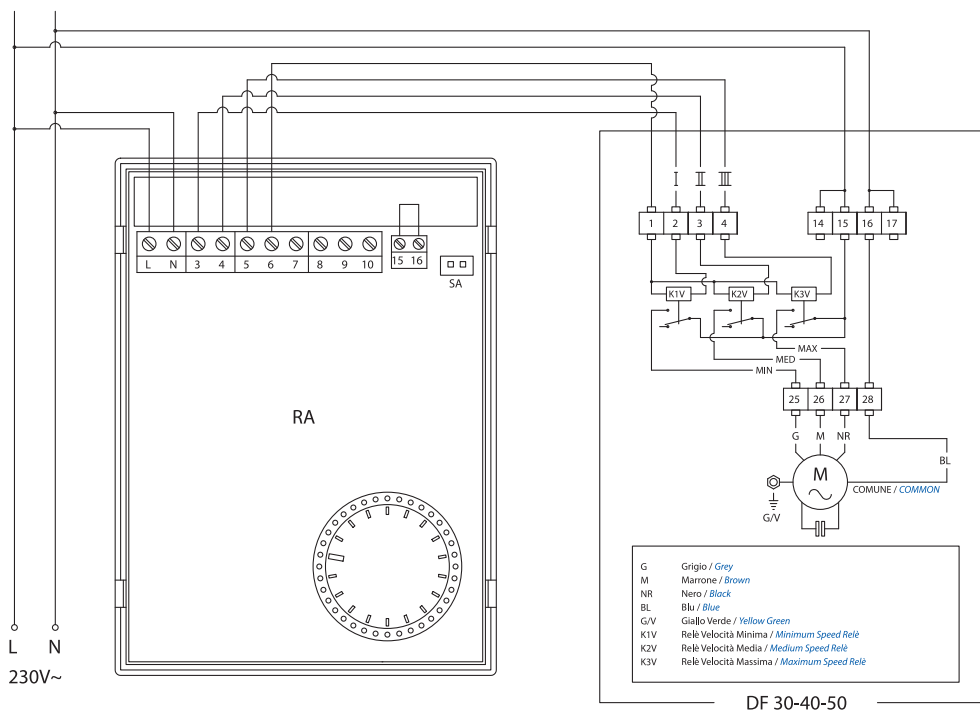 I II III
1 2 3 4
14 15 16 17
L N 3 4 5 6 7 8 9 10
15 16
SA
K1V K2V K3V
MAX
MED
MIN
25 26 27 28
G M NR
BL
M
COMUNE / COMMON
G/V
RA
G Grigio / Grey
M Marrone / Brown
NR Nero / Black
BL Blu / Blue
G/V Giallo Verde / Yellow Green
K1V Relè Velocità Minima / Minimum Speed Relè
K2V Relè Velocità Media / Medium Speed Relè
K3V Relè Velocità Massima / Maximum Speed Relè
L N
230V~
DF 30-40-50